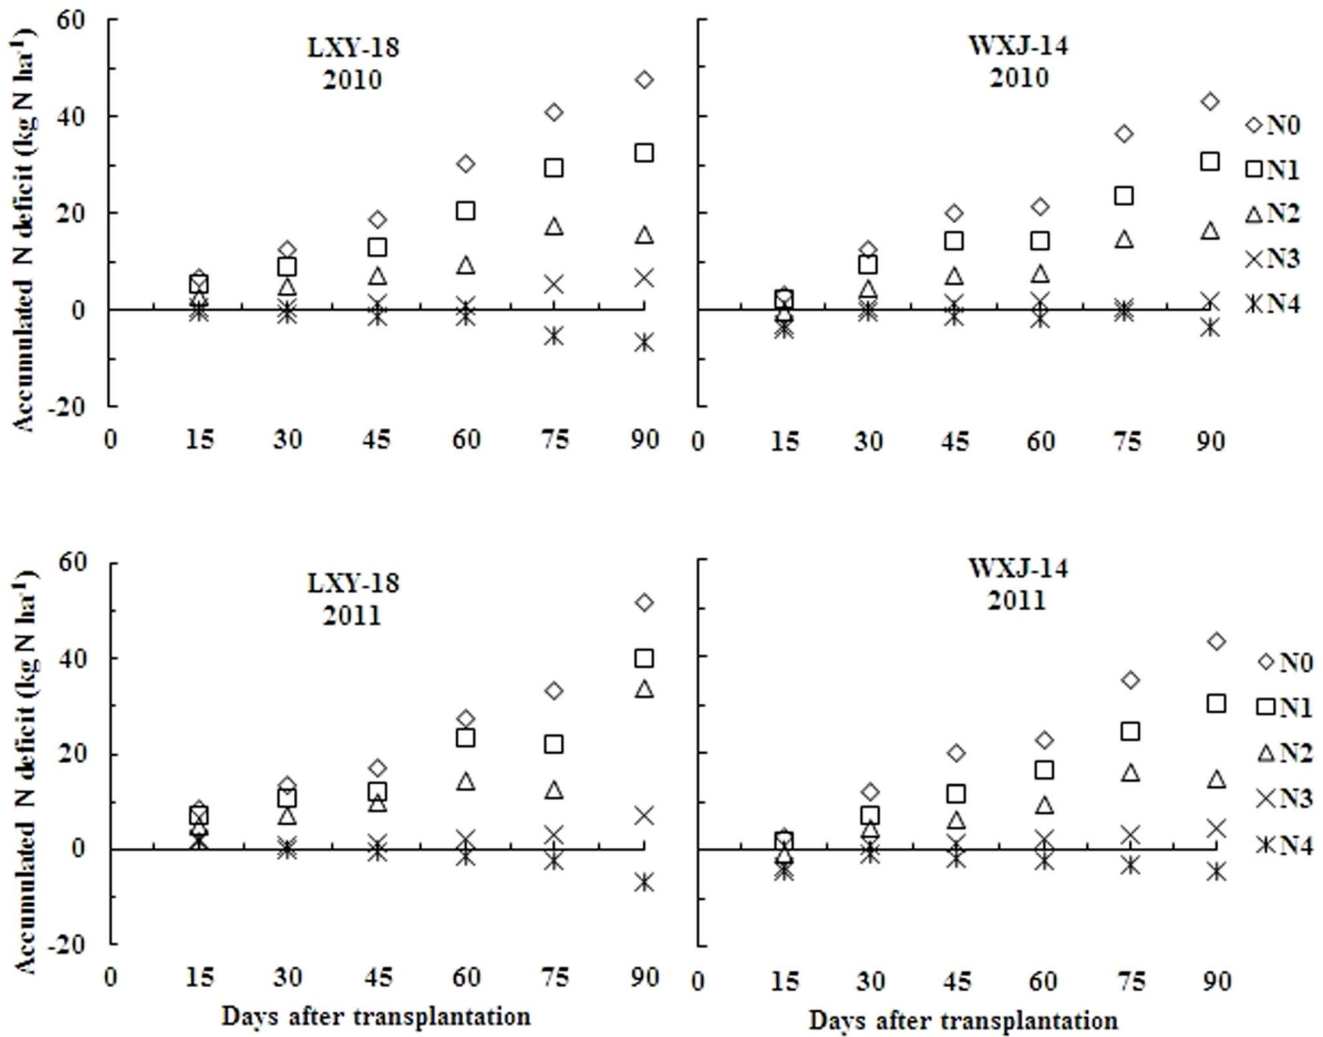 LXY-18
2010
Accumulated N deficit (kg N ha⁻¹)
60
40
20
0
-20
0 15 30 45 60 75 90
WXJ-14
2010
0 15 30 45 60 75 90
N0
N1
N2
N3
N4
LXY-18
2011
Accumulated N deficit (kg N ha⁻¹)
60
40
20
0
-20
0 15 30 45 60 75 90
Days after transplantation
WXJ-14
2011
0 15 30 45 60 75 90
Days after transplantation
N0
N1
N2
N3
N4